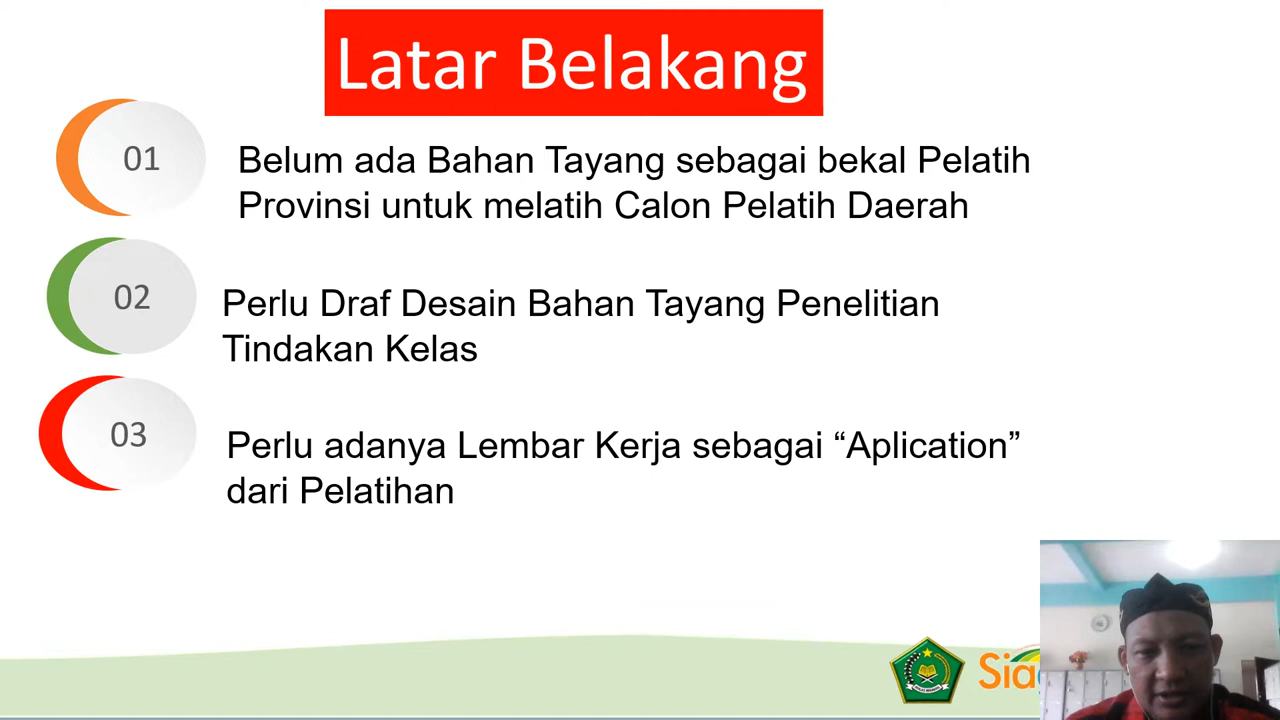 Latar Belakang
01
Belum ada Bahan Tayang sebagai bekal Pelatih
Provinsi untuk melatih Calon Pelatih Daerah
02
Perlu Draf Desain Bahan Tayang Penelitian
Tindakan Kelas
03
Perlu adanya Lembar Kerja sebagai “Aplication”
dari Pelatihan